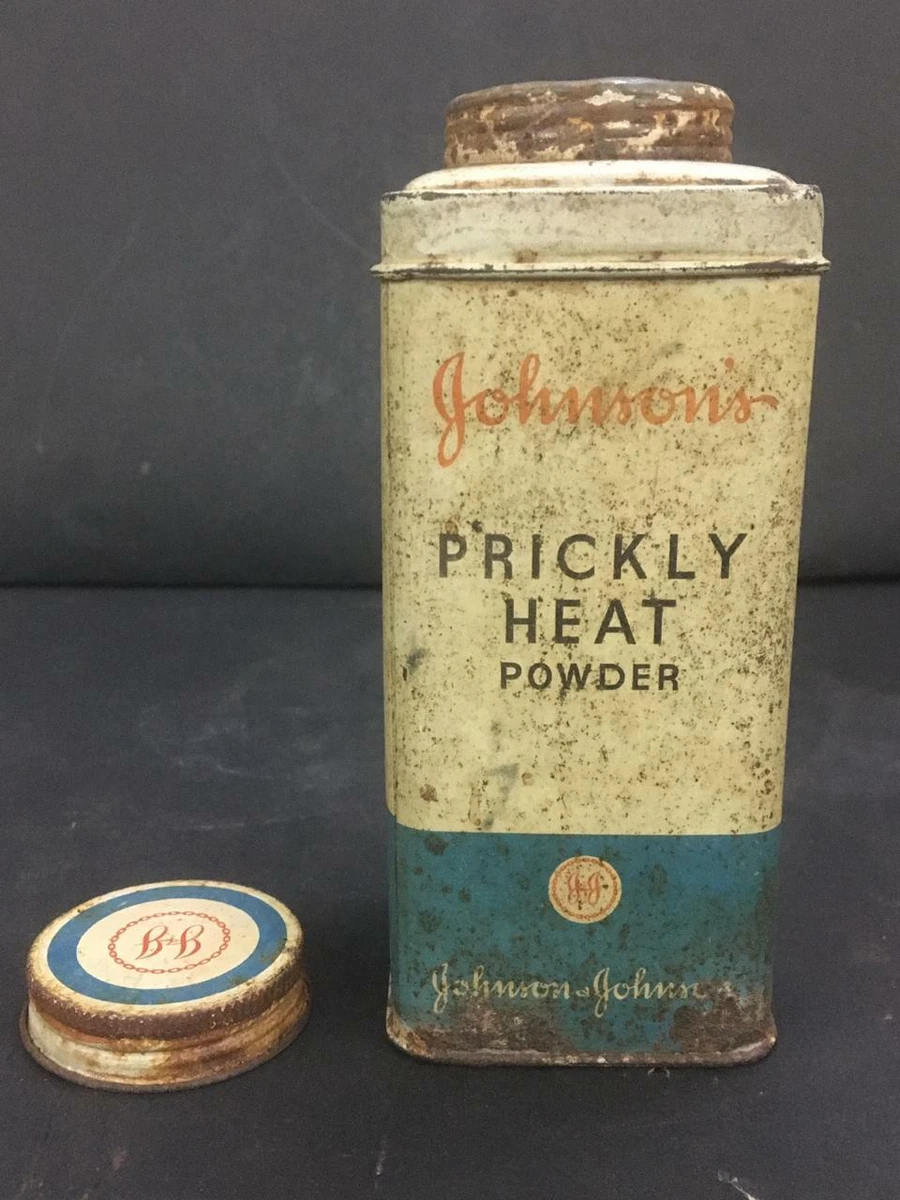 Johnson's
PRICKLY
HEAT
POWDER
J&J
Johnson & Johnson
B&B